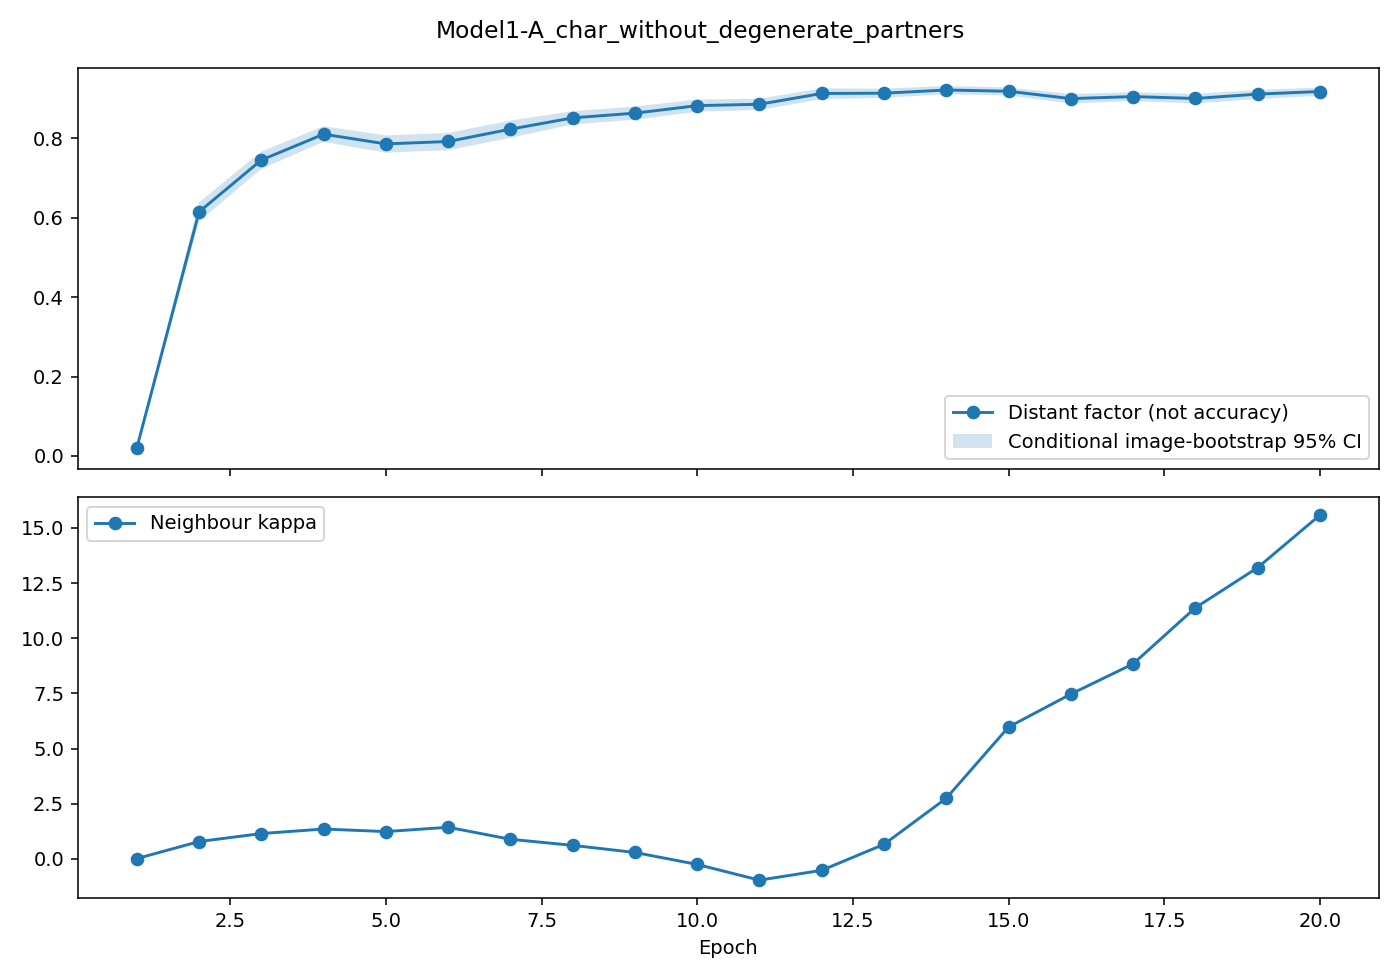 Model1-A_char_without_degenerate_partners
0.8
0.6
0.4
0.2
0.0
Distant factor (not accuracy)
Conditional image-bootstrap 95% CI
Neighbour kappa
15.0
12.5
10.0
7.5
5.0
2.5
0.0
2.5 5.0 7.5 10.0 12.5 15.0 17.5 20.0
Epoch